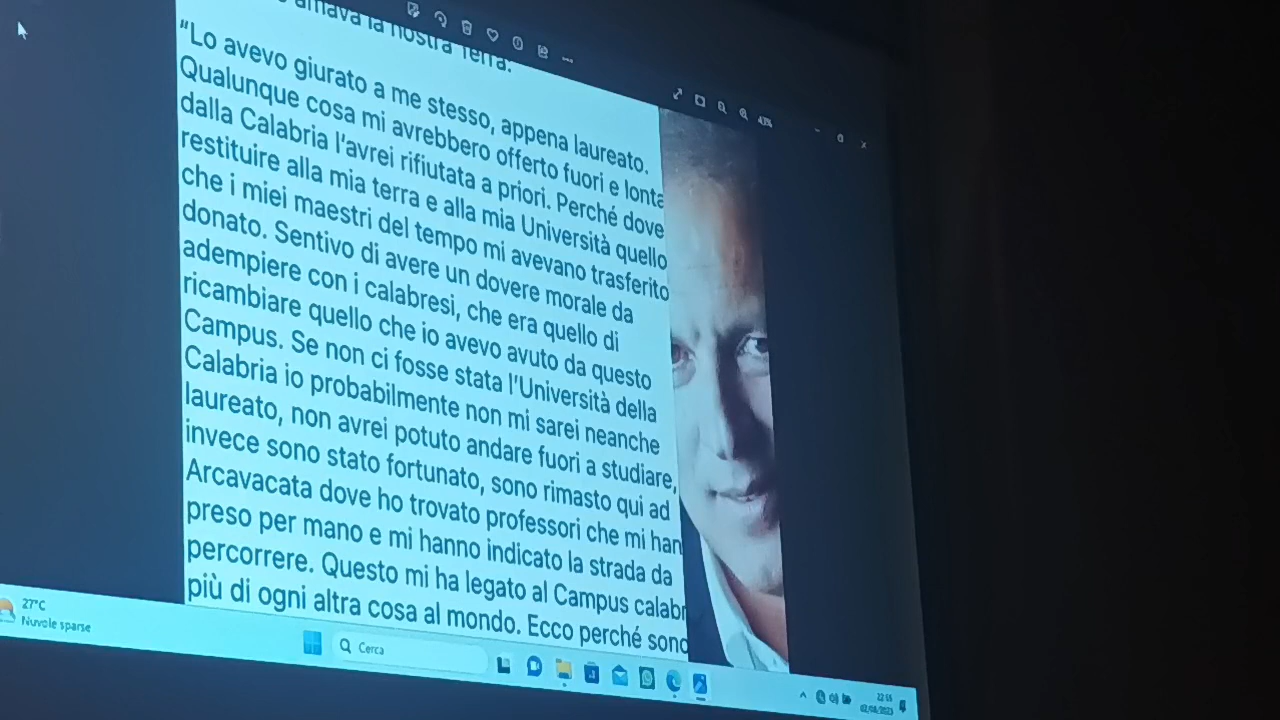 amava la nostra Terra.
“Lo avevo giurato a me stesso, appena laureato.
Qualunque cosa mi avrebbero offerto fuori e lonta
dalla Calabria l’avrei rifiutata a priori. Perché dove
restituire alla mia terra e alla mia Università quello
che i miei maestri del tempo mi avevano trasferito
donato. Sentivo di avere un dovere morale da
adempiere con i calabresi, che era quello di
ricambiare quello che io avevo avuto da questo
Campus. Se non ci fosse stata l’Università della
Calabria io probabilmente non mi sarei neanche
laureato, non avrei potuto andare fuori a studiare,
invece sono stato fortunato, sono rimasto qui ad
Arcavacata dove ho trovato professori che mi han
preso per mano e mi hanno indicato la strada da
percorrere. Questo mi ha legato al Campus calabr
più di ogni altra cosa al mondo. Ecco perché sono
43%
27°C
Nuvole sparse
Cerca
22:55
02/08/2023